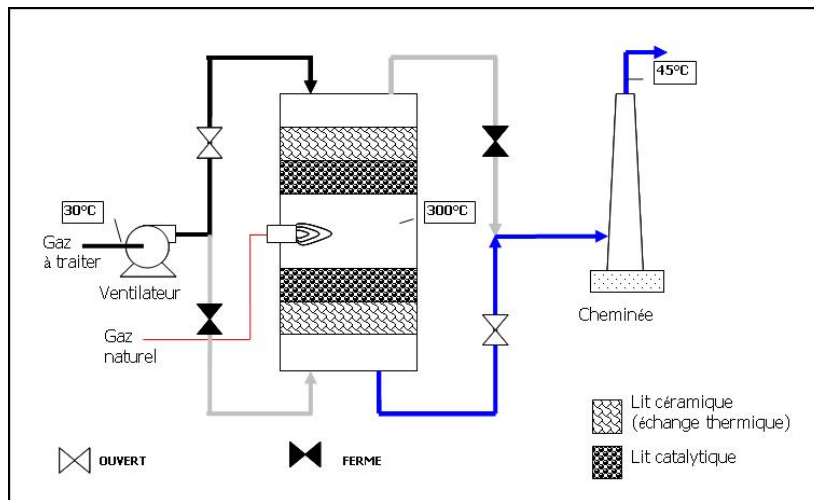 45°C
30°C
300°C
Gaz
à traiter
Ventilateur
Cheminée
Gaz
naturel
Lit céramique
(échange thermique)
Lit catalytique
OUVERT
FERME